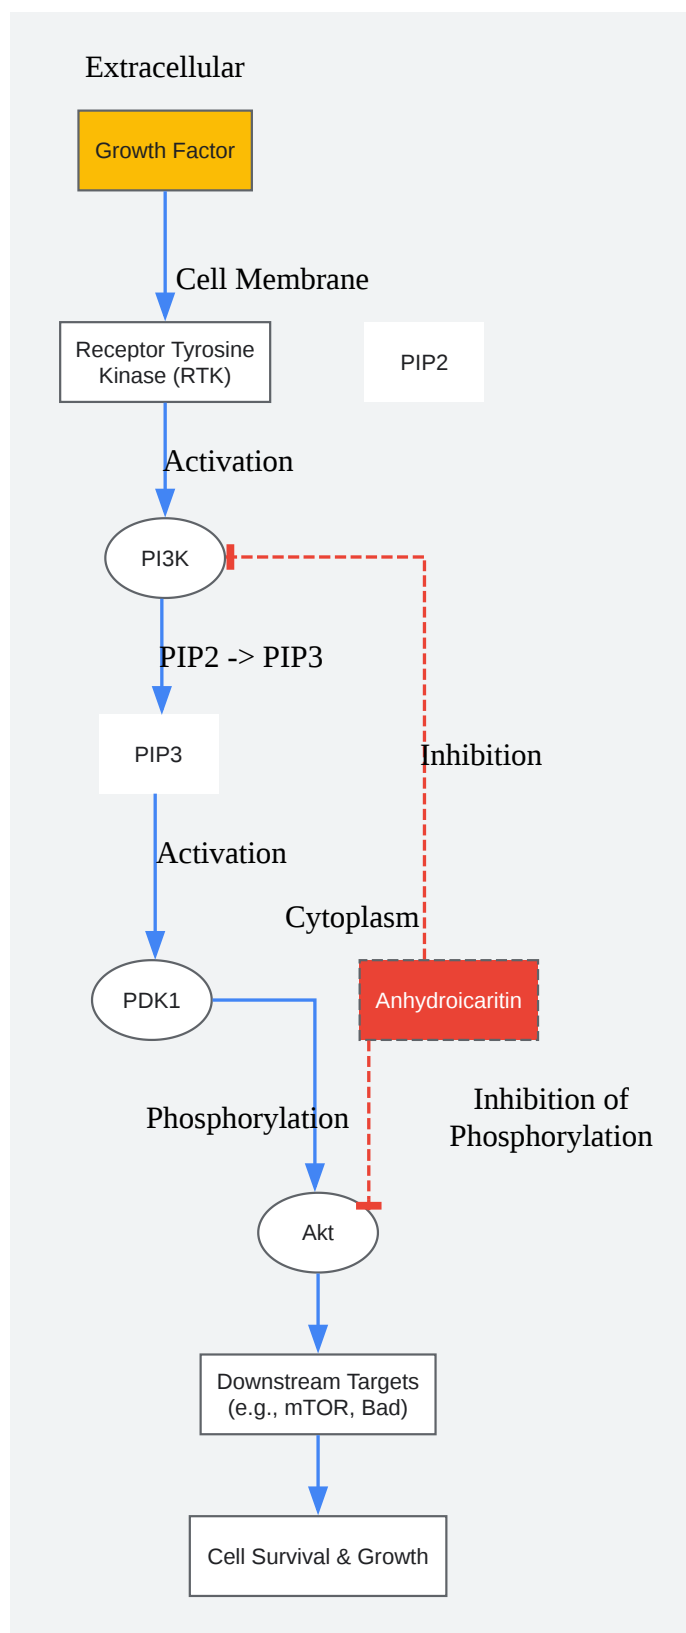 Extracellular
Growth Factor
Cell Membrane
Receptor Tyrosine
Kinase (RTK)
PIP2
Activation
PI3K
PIP2 -> PIP3
PIP3
Inhibition
Activation
Cytoplasm
PDK1
Anhydroicaritin
Phosphorylation
Inhibition of
Phosphorylation
Akt
Downstream Targets
(e.g., mTOR, Bad)
Cell Survival & Growth